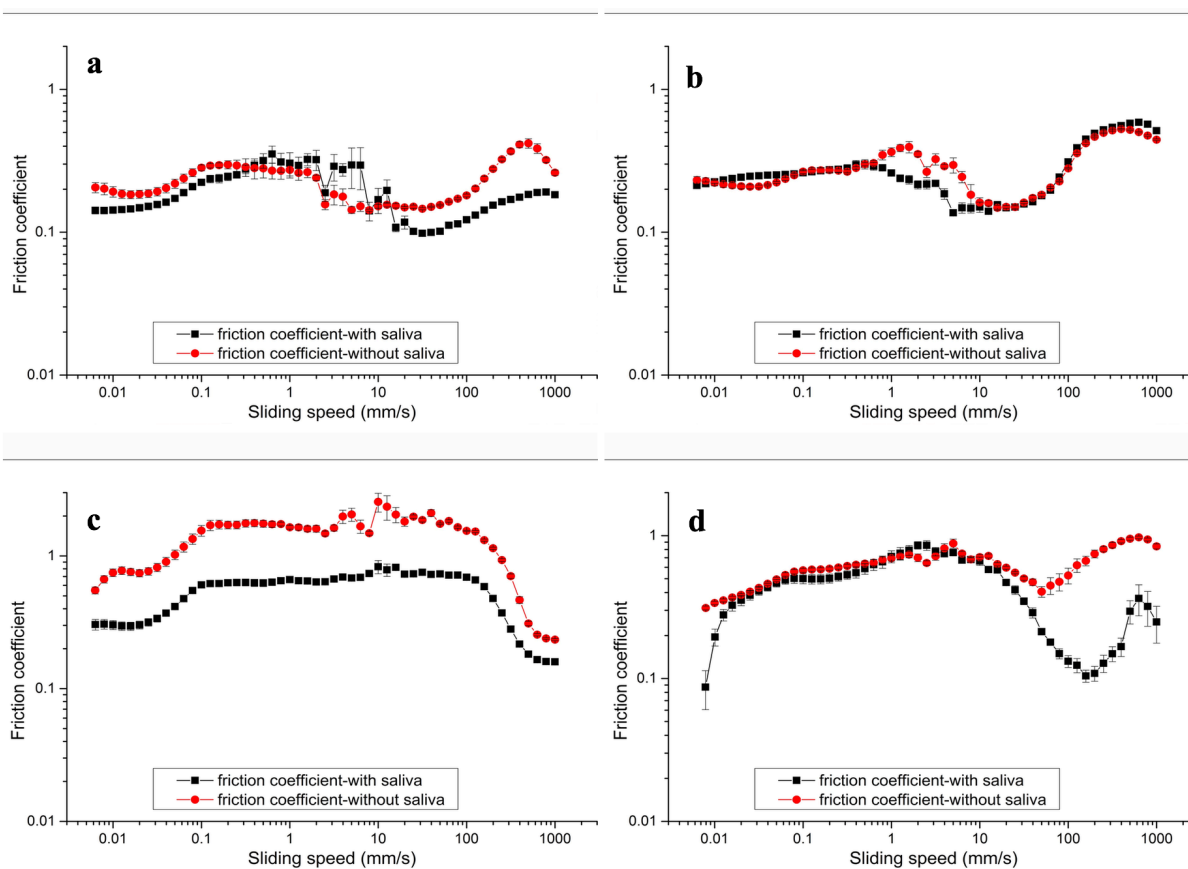 a
1
0.1
0.01
Friction coefficient
friction coefficient-with saliva
friction coefficient-without saliva
0.01 0.1 1 10 100 1000
Sliding speed (mm/s)
b
1
0.1
0.01
Friction coefficient
friction coefficient-with saliva
friction coefficient-without saliva
0.01 0.1 1 10 100 1000
Sliding speed (mm/s)
c
1
0.1
0.01
Friction coefficient
friction coefficient-with saliva
friction coefficient-without saliva
0.01 0.1 1 10 100 1000
Sliding speed (mm/s)
d
1
0.1
0.01
Friction coefficient
friction coefficient-with saliva
friction coefficient-without saliva
0.01 0.1 1 10 100 1000
Sliding speed (mm/s)